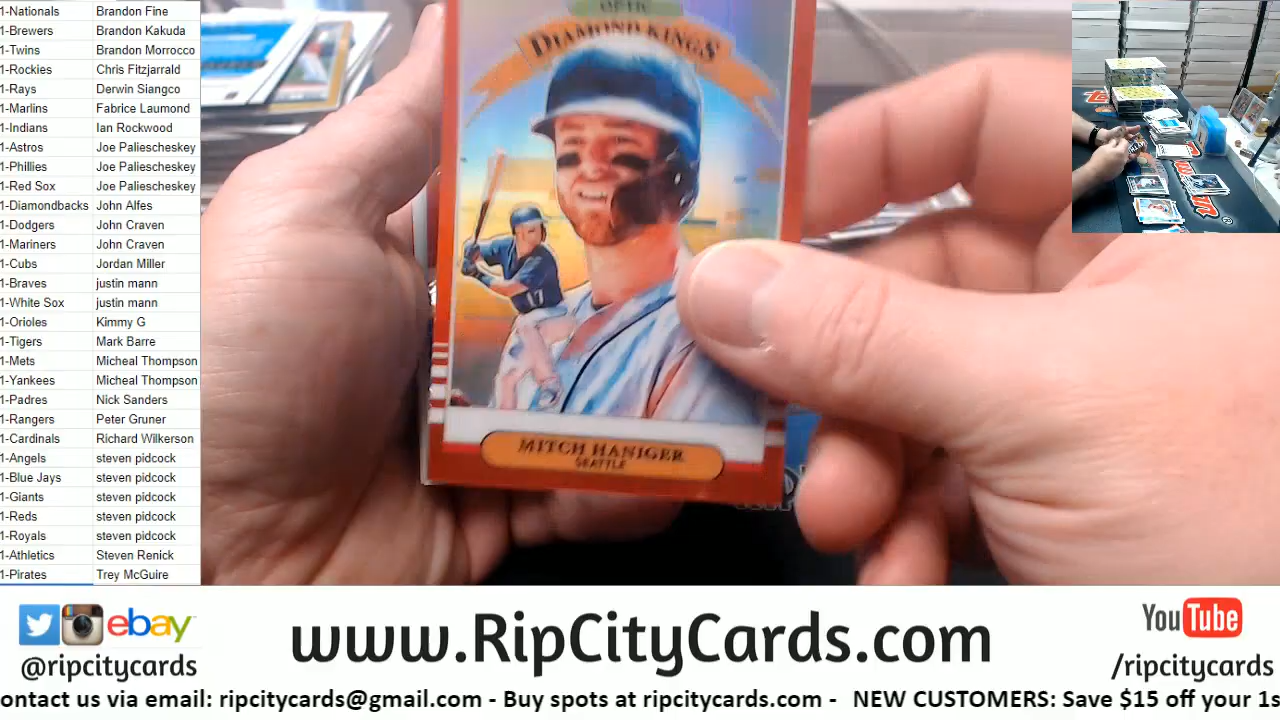 1-Nationals Brandon Fine
1-Brewers Brandon Kakuda
1-Twins Brandon Morrocco
1-Rockies Chris Fitzjarrald
1-Rays Derwin Siangco
1-Marlins Fabrice Laumond
1-Indians Ian Rockwood
1-Astros Joe Paliescheskey
1-Phillies Joe Paliescheskey
1-Red Sox Joe Paliescheskey
1-Diamondbacks John Alfes
1-Dodgers John Craven
1-Mariners John Craven
1-Cubs Jordan Miller
1-Braves justin mann
1-White Sox justin mann
1-Orioles Kimmy G
1-Tigers Mark Barre
1-Mets Micheal Thompson
1-Yankees Micheal Thompson
1-Padres Nick Sanders
1-Rangers Peter Gruner
1-Cardinals Richard Wilkerson
1-Angels steven pidcock
1-Blue Jays steven pidcock
1-Giants steven pidcock
1-Reds steven pidcock
1-Royals steven pidcock
1-Athletics Steven Renick
1-Pirates Trey McGuire
OPTIC
DIAMOND KINGS
17
MITCH HANIGER
SEATTLE
ebay
@ripcitycards
www.RipCityCards.com
YouTube
/ripcitycards
ontact us via email: ripcitycards@gmail.com - Buy spots at ripcitycards.com - NEW CUSTOMERS: Save $15 off your 1s